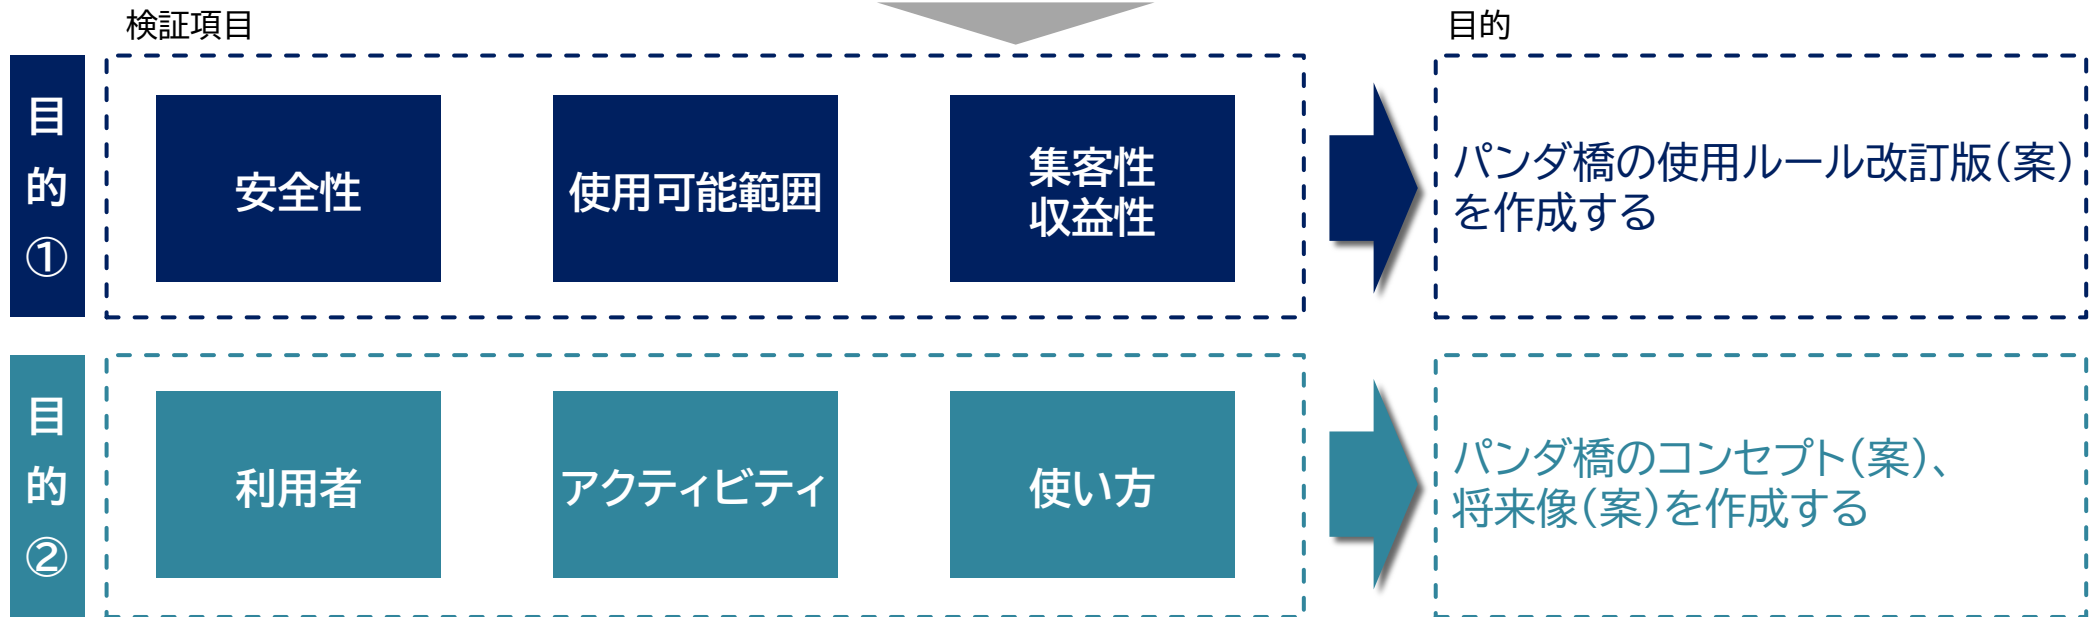 検証項目
目的
目的①
安全性
使用可能範囲
集客性
収益性
パンダ橋の使用ルール改訂版(案)
を作成する
目的②
利用者
アクティビティ
使い方
パンダ橋のコンセプト(案)、
将来像(案)を作成する